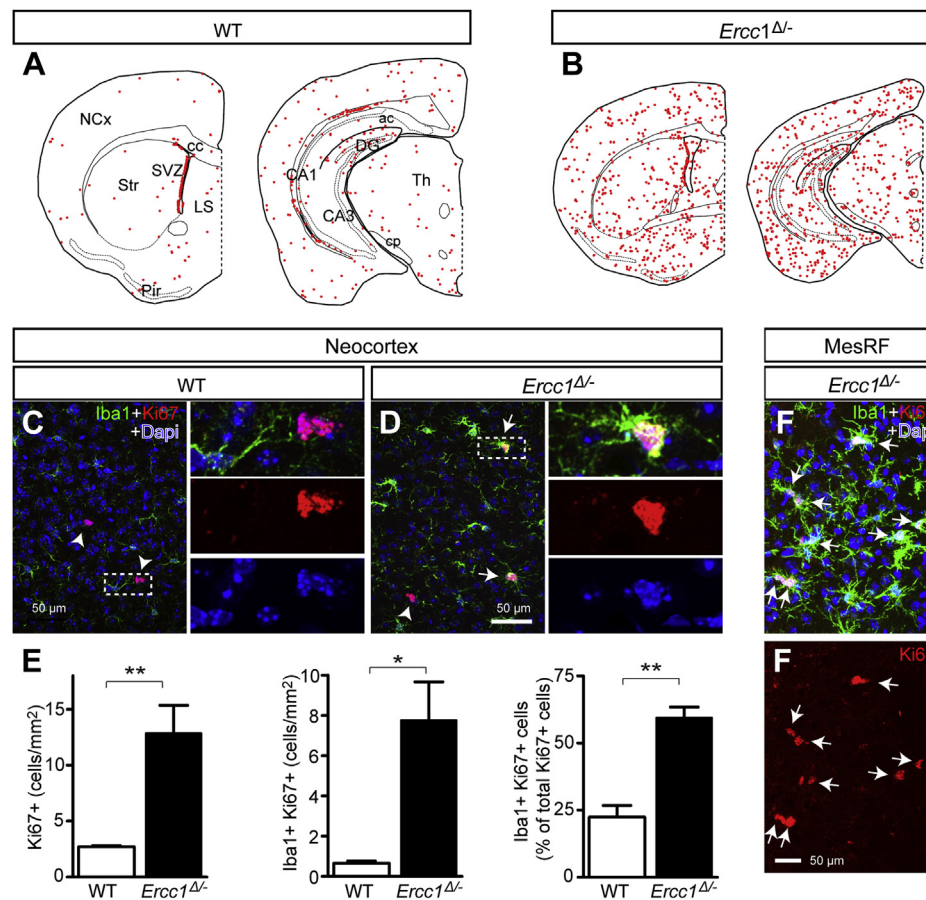 WT
Ercc1Δ/-
A
B
NCx
cc
SVZ
Str
LS
Pir
ac
DG
CA1
Th
CA3
cp
Neocortex
MesRF
WT
Ercc1Δ/-
Ercc1Δ/-
C
Iba1+Ki67
+Dapi
50 µm
D
50 µm
F
Iba1+Ki6
+Dap
E
**
Ki67+ (cells/mm2)
15
10
5
0
WT
Ercc1Δ/-
*
Iba1+ Ki67+ (cells/mm2)
10
8
6
4
2
0
WT
Ercc1Δ/-
**
Iba1+ Ki67+ cells
(% of total Ki67+ cells)
75
50
25
0
WT
Ercc1Δ/-
F
Ki6
50 µm